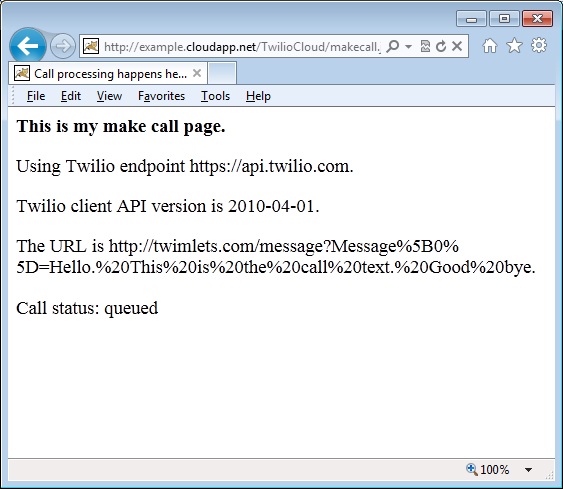 http://example.cloudapp.net/TwilioCloud/makecall.
Call processing happens he...
File Edit View Favorites Tools Help
This is my make call page.
Using Twilio endpoint https://api.twilio.com.
Twilio client API version is 2010-04-01.
The URL is http://twimlets.com/message?Message%5B0%
5D=Hello.%20This%20is%20the%20call%20text.%20Good%20bye.
Call status: queued
100%